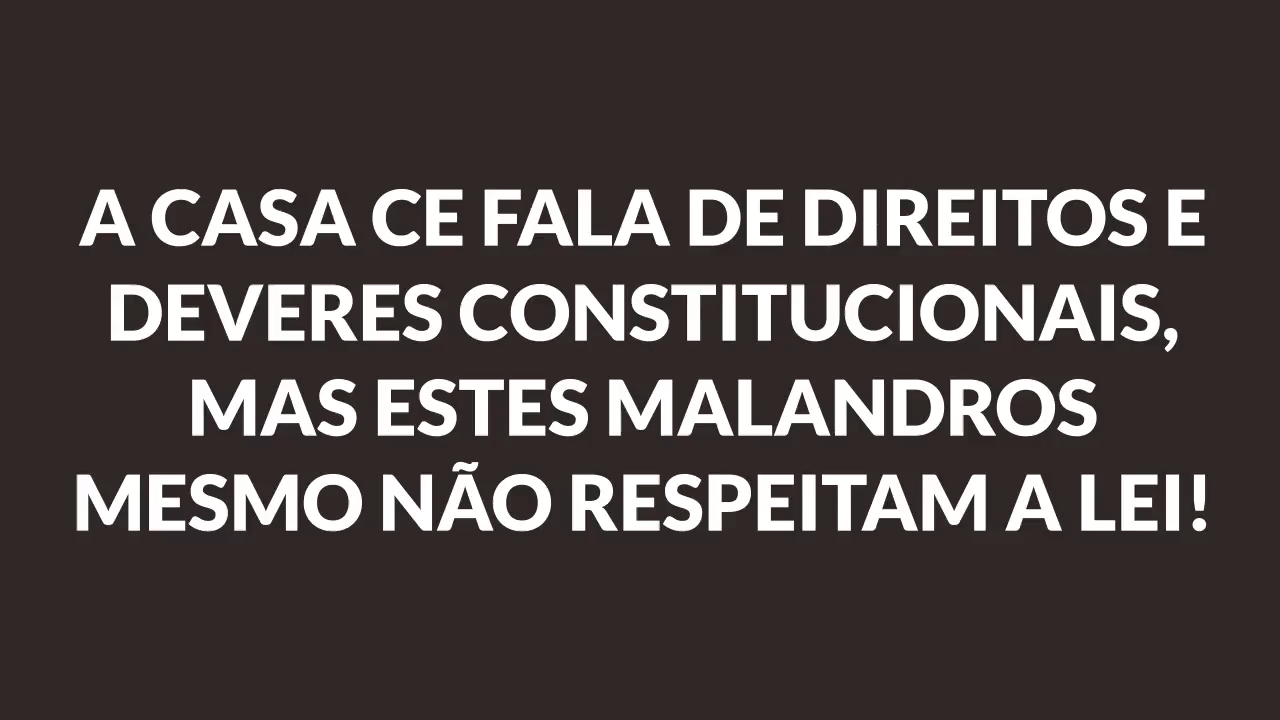 A CASA CE FALA DE DIREITOS E
DEVERES CONSTITUCIONAIS,
MAS ESTES MALANDROS
MESMO NÃO RESPEITAM A LEI!